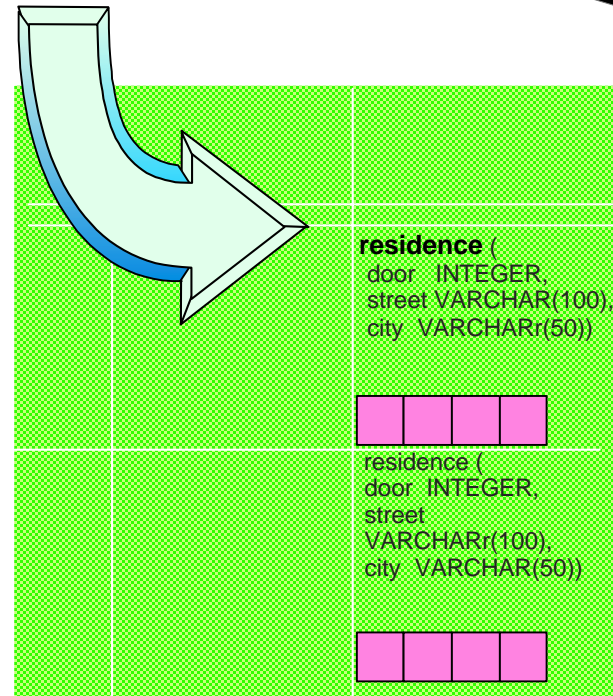 residence (
door INTEGER,
street VARCHAR(100),
city VARCHARr(50))
residence (
door INTEGER,
street
VARCHARr(100),
city VARCHAR(50))